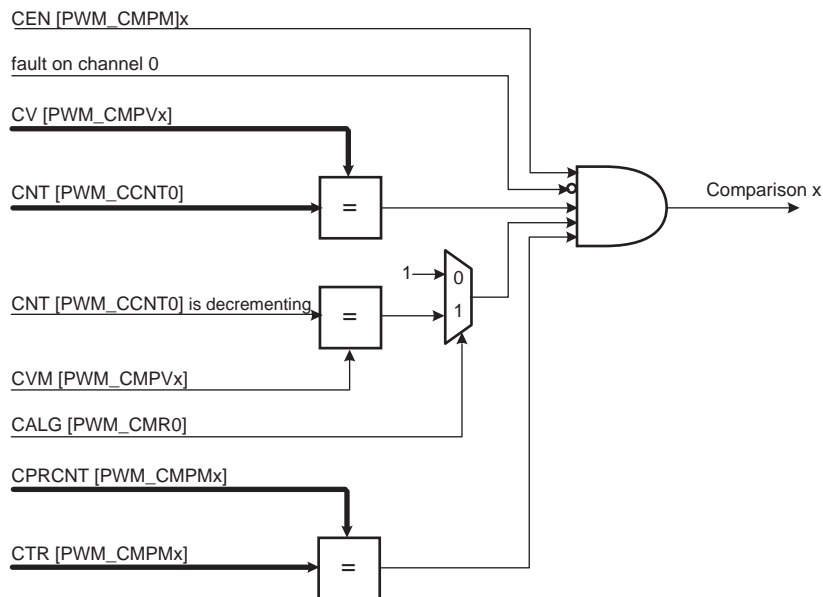 CEN [PWM_CMPM]x
fault on channel 0
CV [PWM_CMPVx]
CNT [PWM_CCNT0]
=
Comparison x
1
0
CNT [PWM_CCNT0] is decrementing
=
1
CVM [PWM_CMPVx]
CALG [PWM_CMR0]
CPRCNT [PWM_CMPMx]
CTR [PWM_CMPMx]
=